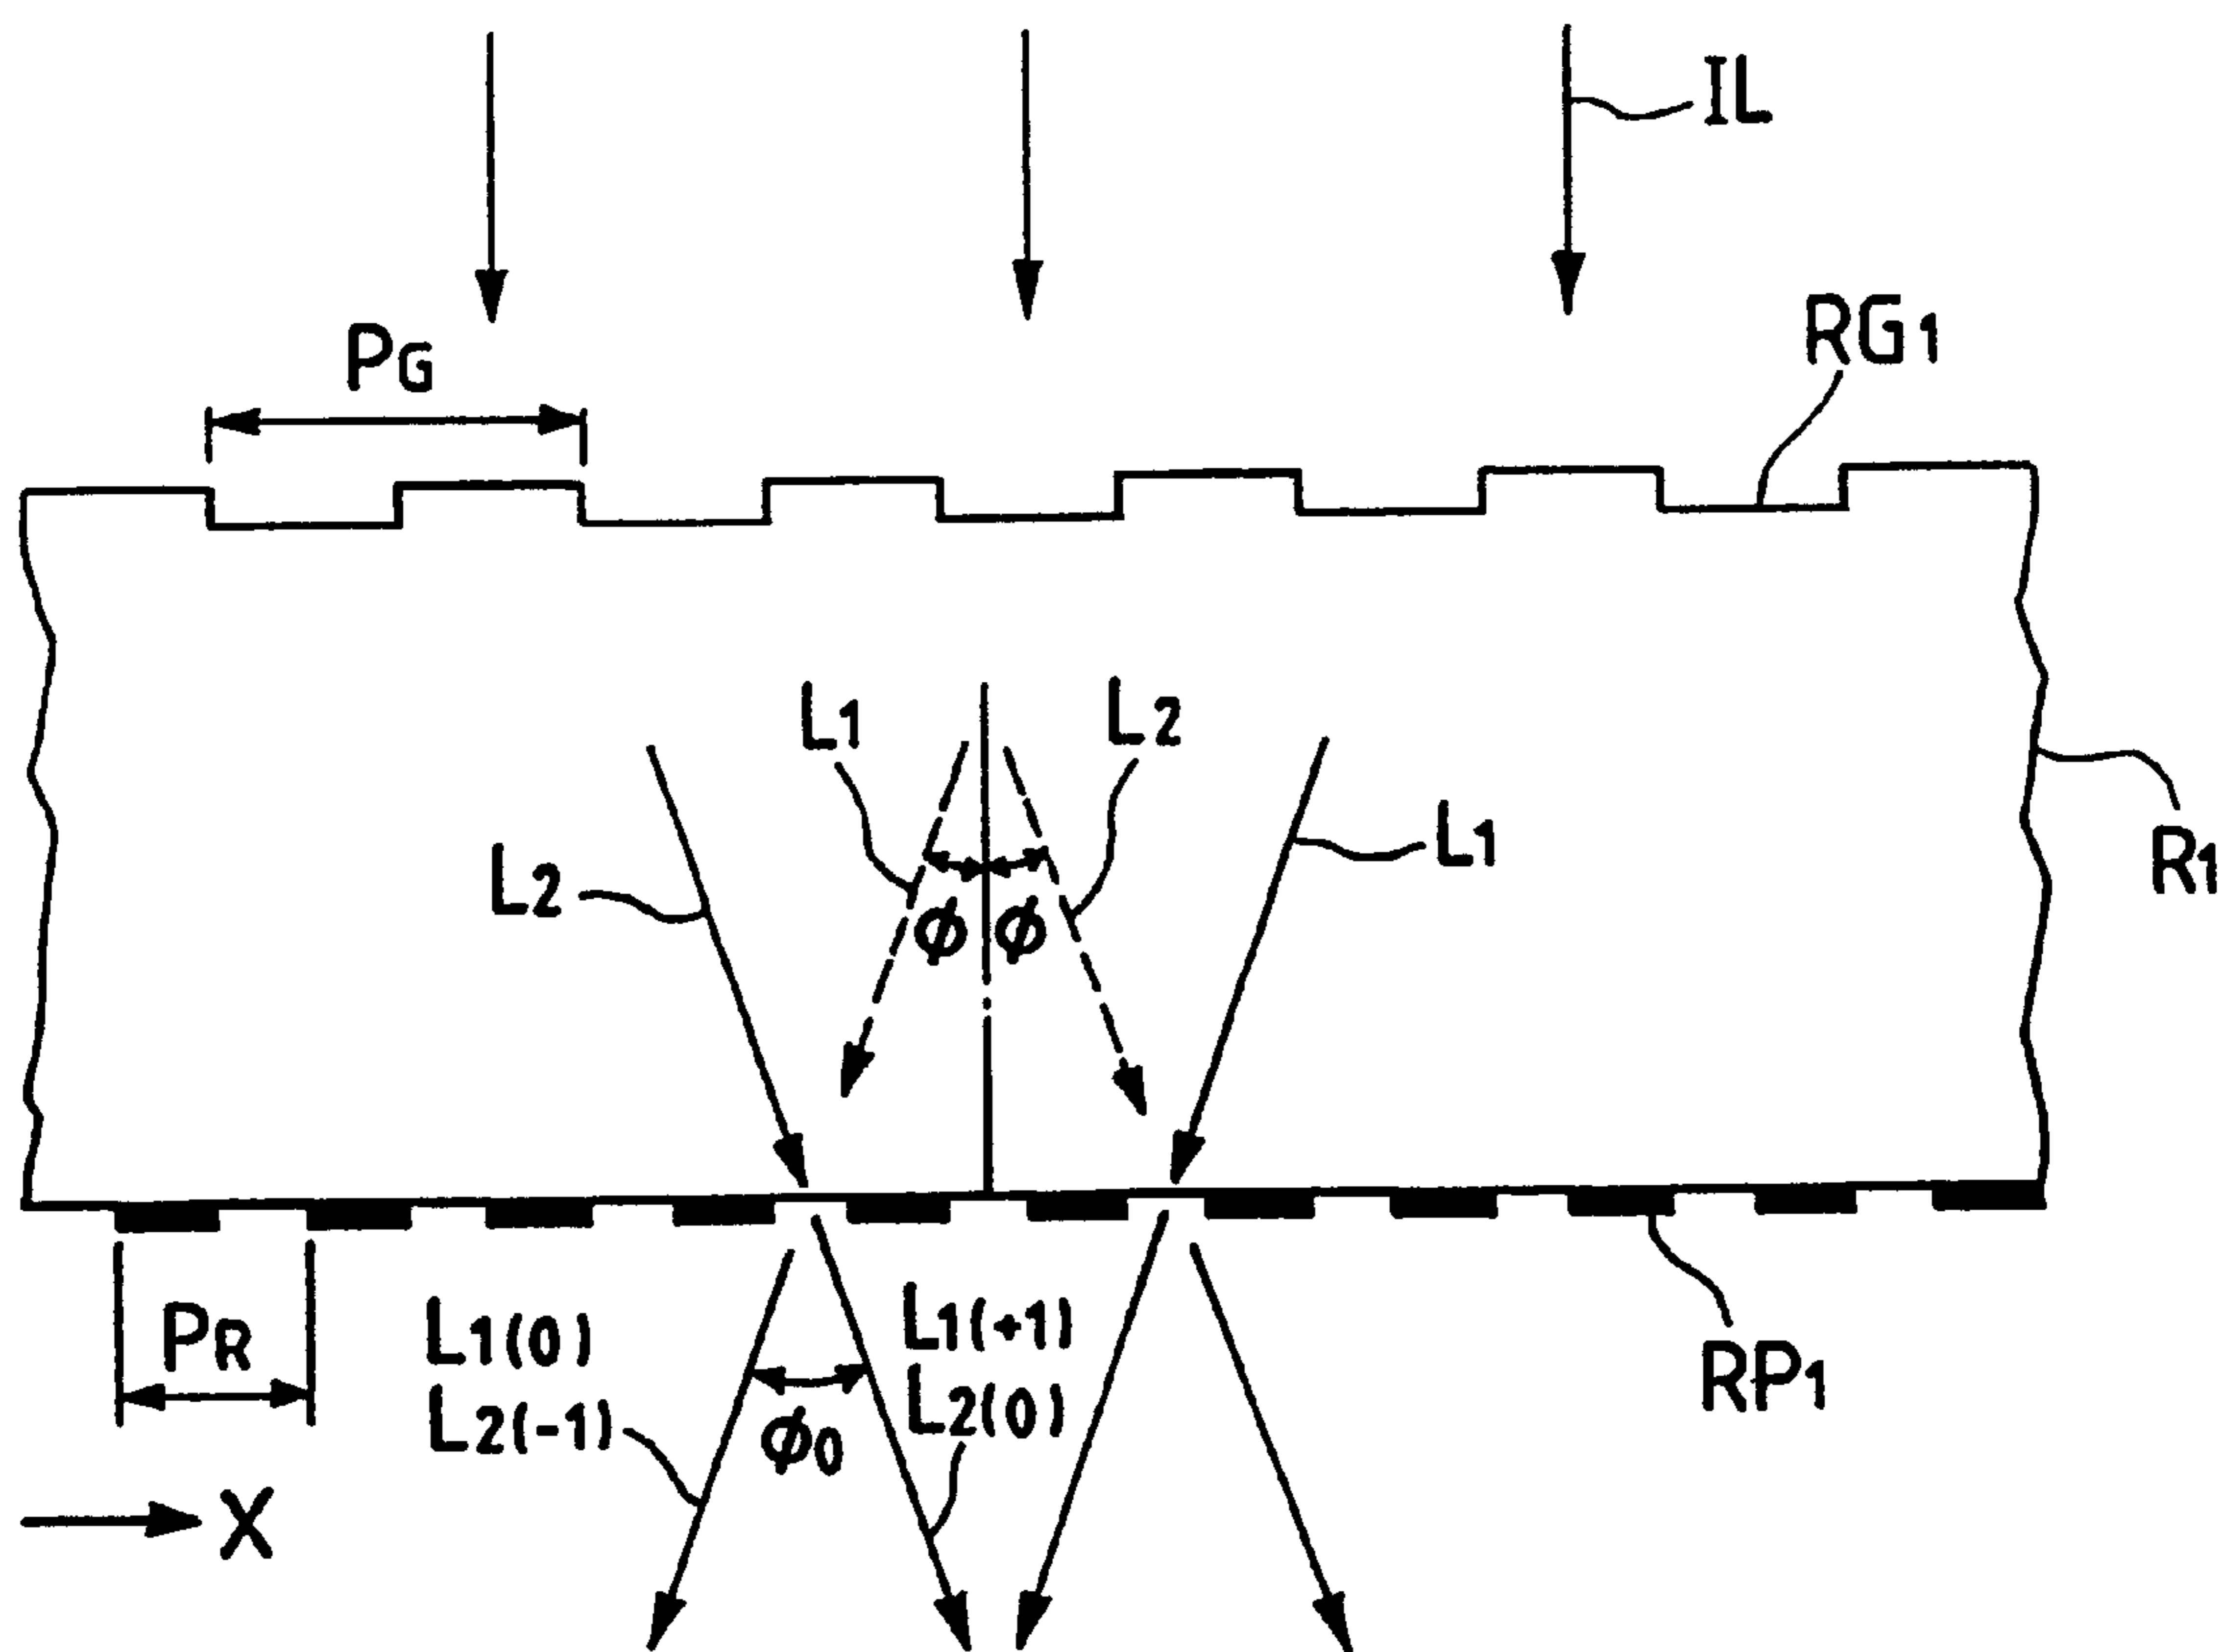 IL
PG
RG1
L1
L2
L1
L2
R1
φ φ
PR
L1(0)
L2(-1)
φ0
L1(+1)
L2(0)
RP1
X